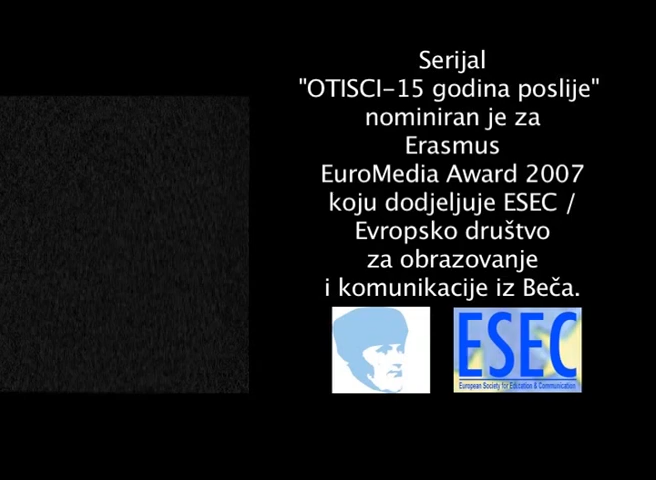 Serijal
"OTISCI-15 godina poslije"
nominiran je za
Erasmus
EuroMedia Award 2007
koju dodjeljuje ESEC /
Evropsko društvo
za obrazovanje
i komunikacije iz Beča.
ESEC
European Society for Education & Communication